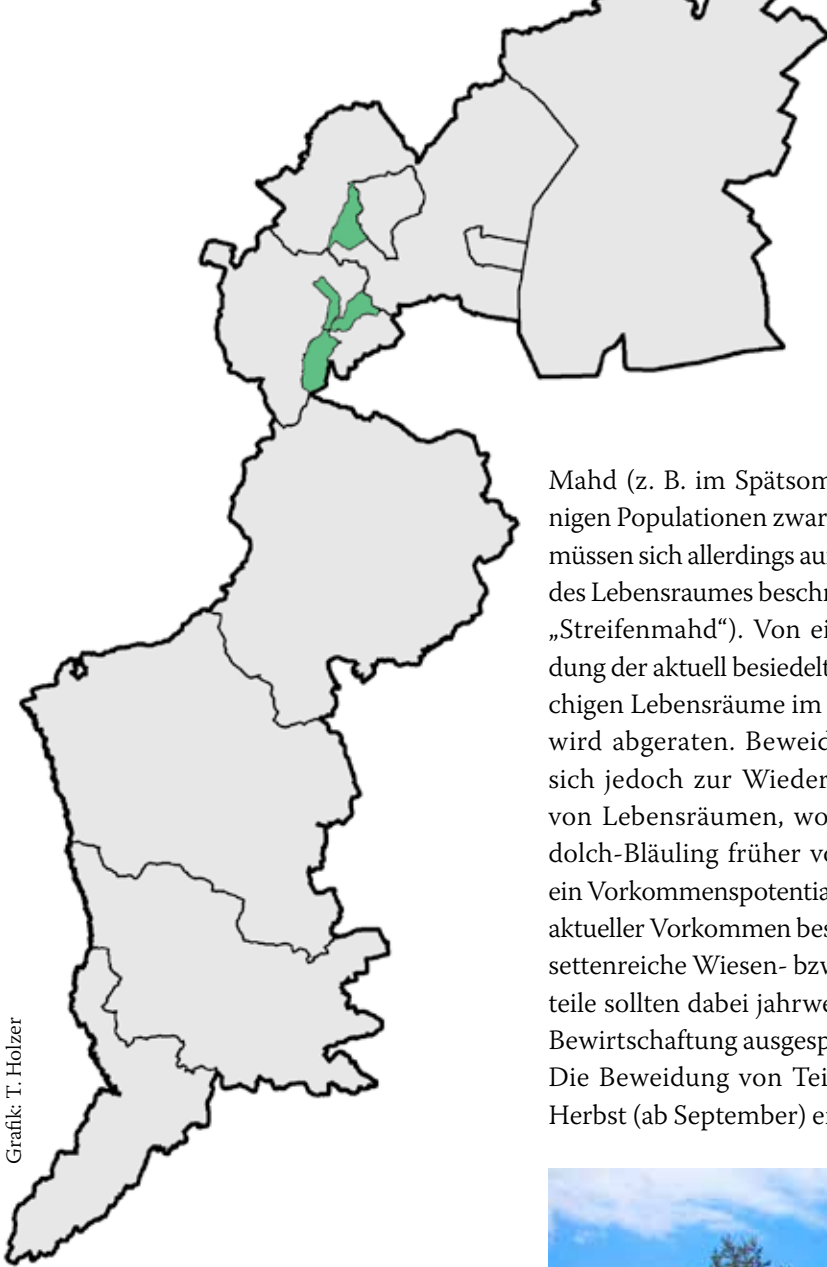 Mahd (z. B. im Spätsom
nigen Populationen zwar
müssen sich allerdings au
des Lebensraumes besch
„Streifenmahd“). Von ei
dung der aktuell besiedelt
chigen Lebensräume im
wird abgeraten. Beweid
sich jedoch zur Wieder
von Lebensräumen, wo
dolch-Bläuling früher v
ein Vorkommenspotentia
aktueller Vorkommen bes
settenreiche Wiesen- bzw
teile sollten dabei jahrwe
Bewirtschaftung ausgesp
Die Beweidung von Tei
Herbst (ab September) e
Grafik: T. Holzer